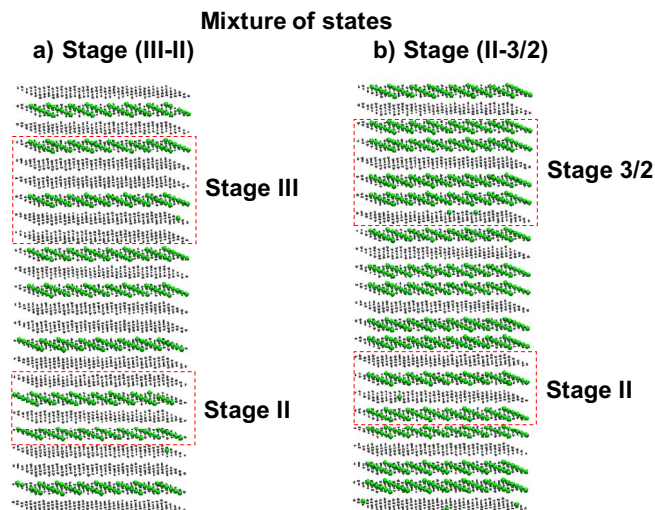 Mixture of states
a) Stage (III-II)
b) Stage (II-3/2)
Stage III
Stage 3/2
Stage II
Stage II